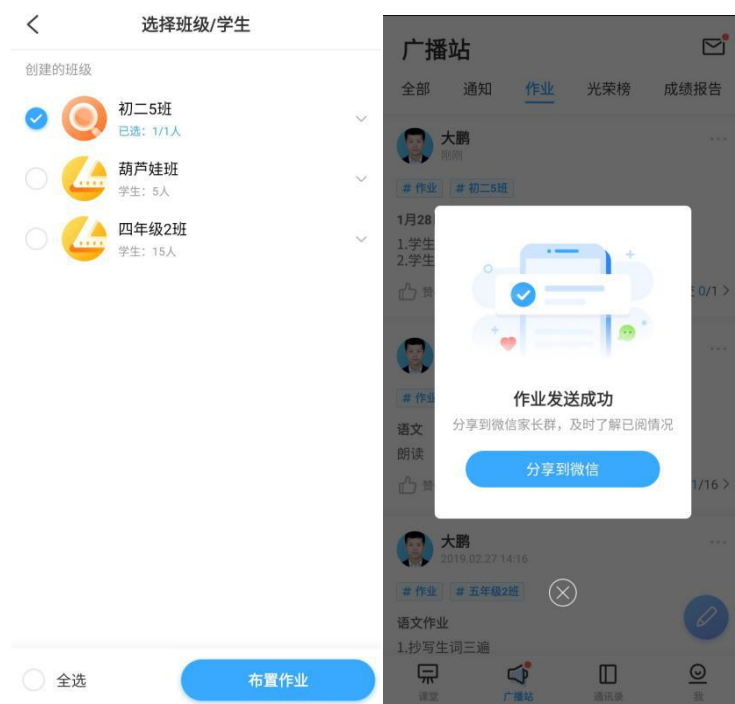 选择班级/学生
创建的班级
初二5班
已选：1/1人
葫芦娃班
学生：5人
四年级2班
学生：15人
全选
布置作业
广播站
全部 通知 作业 光荣榜 成绩报告
大鹏
刚刚
# 作业 # 初二5班
1月28
1.学生
2.学生
赞
0/1 >
# 作业
语文
朗读
赞
1/16 >
作业发送成功
分享到微信家长群，及时了解已阅情况
分享到微信
大鹏
2019.02.27 14:16
# 作业 # 五年级2班
语文作业
1.抄写生词三遍
课堂 广播站 通讯录 我